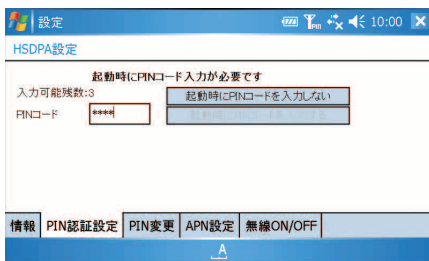 設定 10:00
HSDPA設定
起動時にPINコード入力が必要です
入力可能残数:3
起動時にPINコードを入力しない
PINコード ****
情報 PIN認証設定 PIN変更 APN設定 無線ON/OFF
A